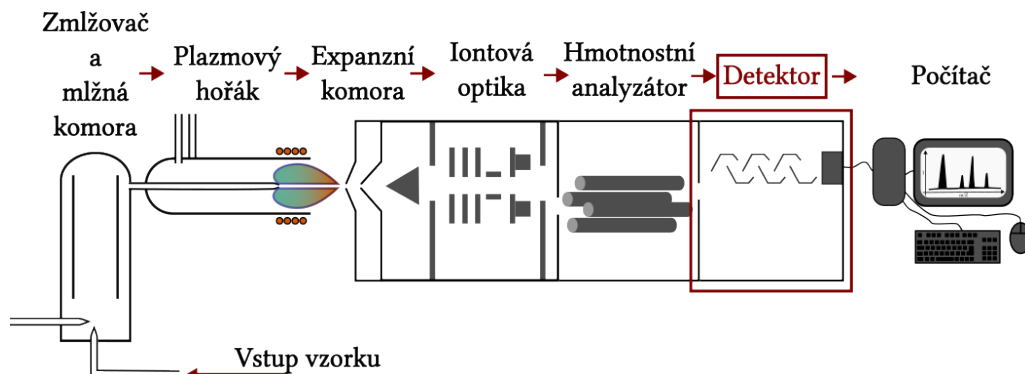 Zmlžovač
a
mlžná
komora
Plazmový
hořák
Expanzní
komora
Iontová
optika
Hmotnostní
analyzátor
Detektor
Počítač
Vstup vzorku